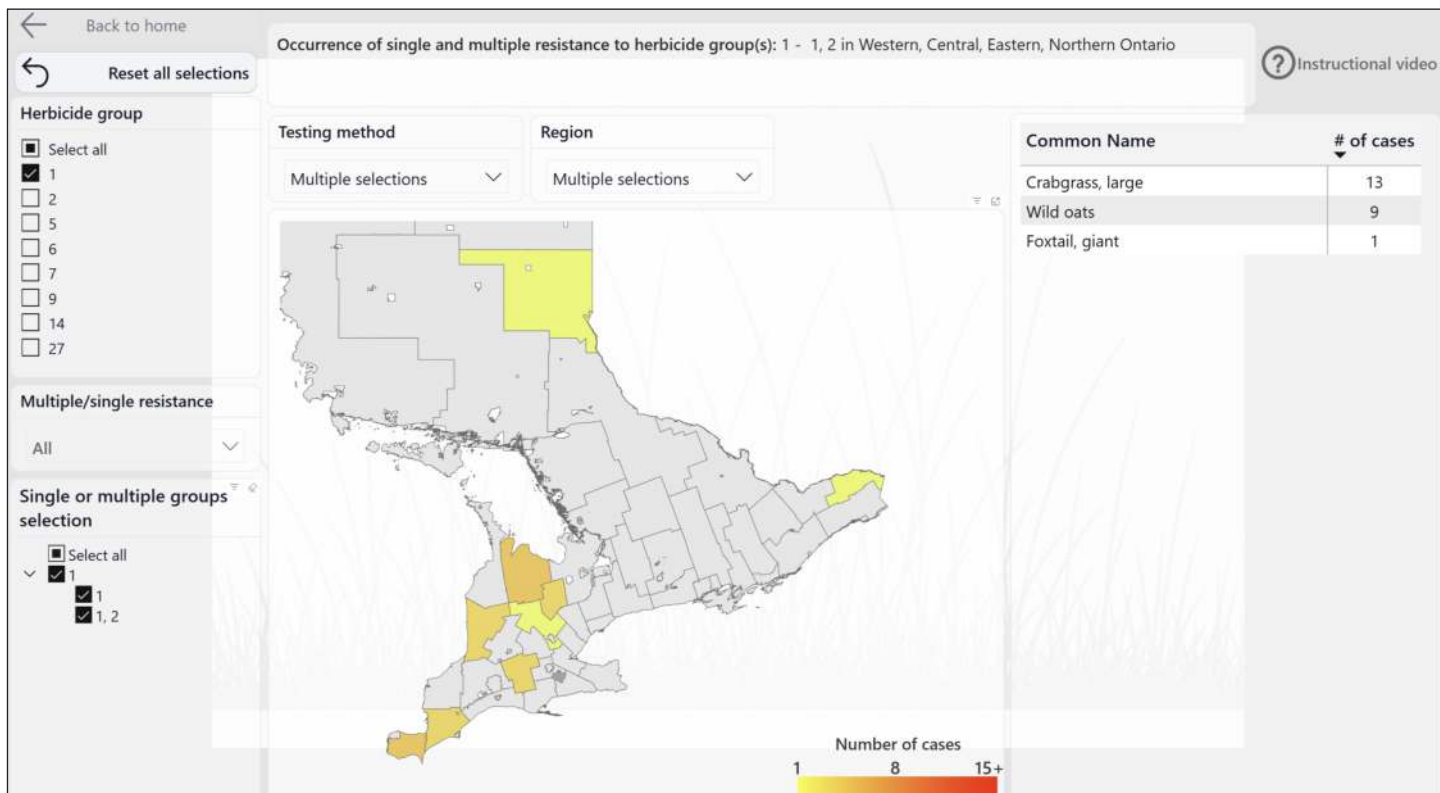 Back to home
Reset all selections
Occurrence of single and multiple resistance to herbicide group(s): 1 - 1, 2 in Western, Central, Eastern, Northern Ontario
Instructional video
Herbicide group
Select all
1
2
5
6
7
9
14
27
Multiple/single resistance
All
Single or multiple groups
selection
Select all
1
1
1, 2
Testing method
Multiple selections
Region
Multiple selections
Common Name # of cases
Crabgrass, large 13
Wild oats 9
Foxtail, giant 1
Number of cases
1 8 15+